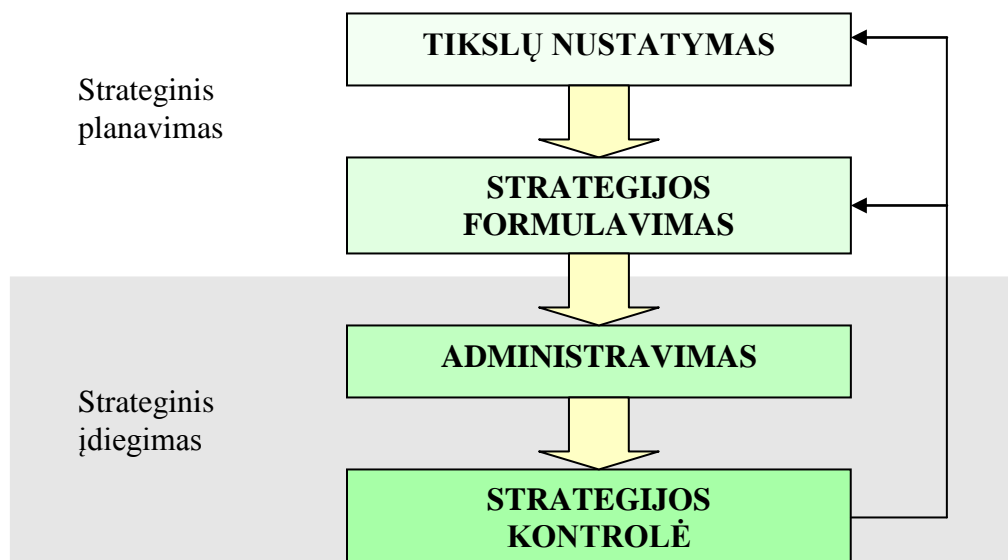 TIKSLŲ NUSTATYMAS
Strateginis
planavimas
STRATEGIJOS
FORMULAVIMAS
ADMINISTRAVIMAS
Strateginis
įdiegimas
STRATEGIJOS
KONTROLĖ